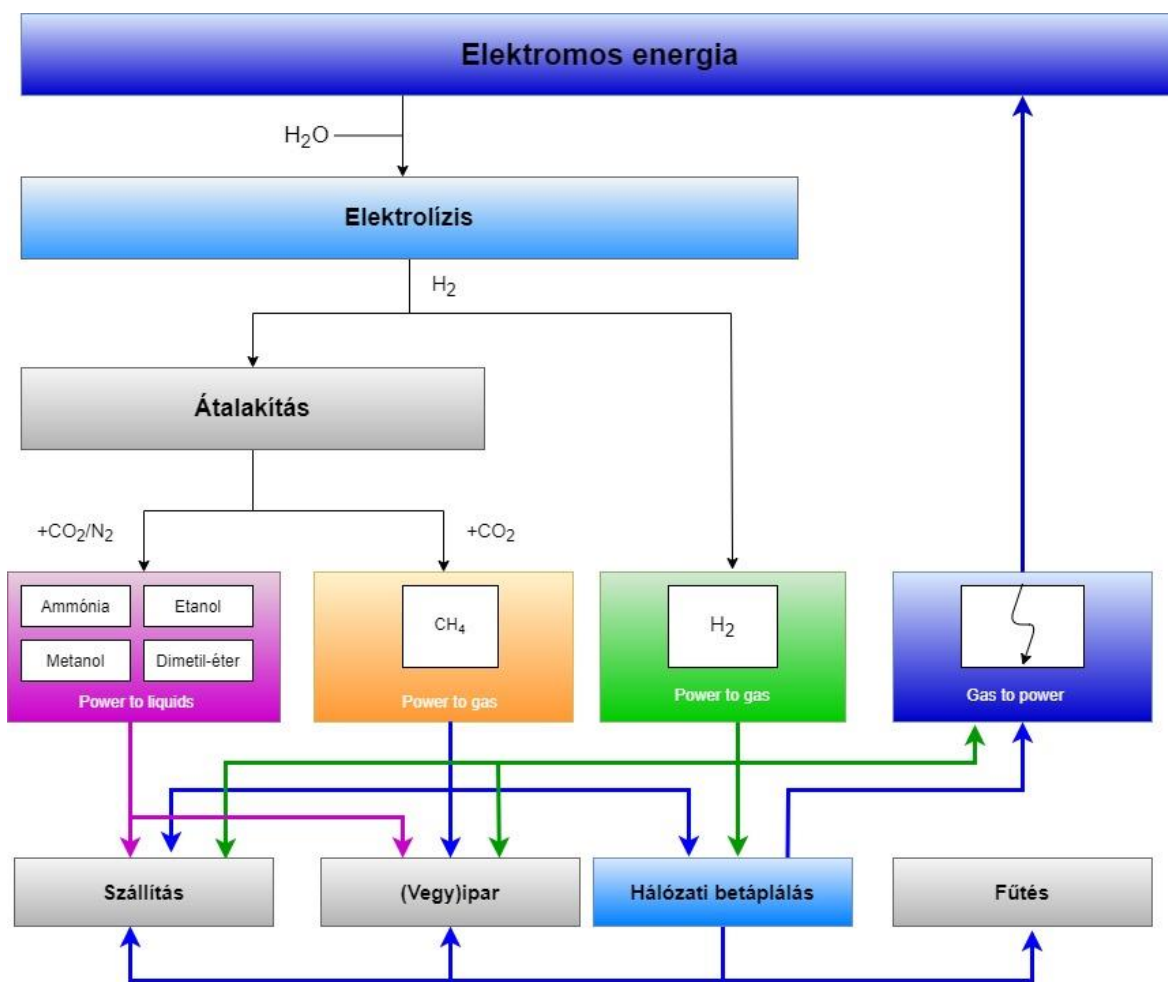 Elektromos energia
H₂O
Elektrolízis
H₂
Átalakítás
+CO₂/N₂
+CO₂
Ammónia
Etanol
Metanol
Dimetil-éter
Power to liquids
CH₄
Power to gas
H₂
Power to gas
Gas to power
Szállítás
(Vegy)ipar
Hálózati betáplálás
Fűtés